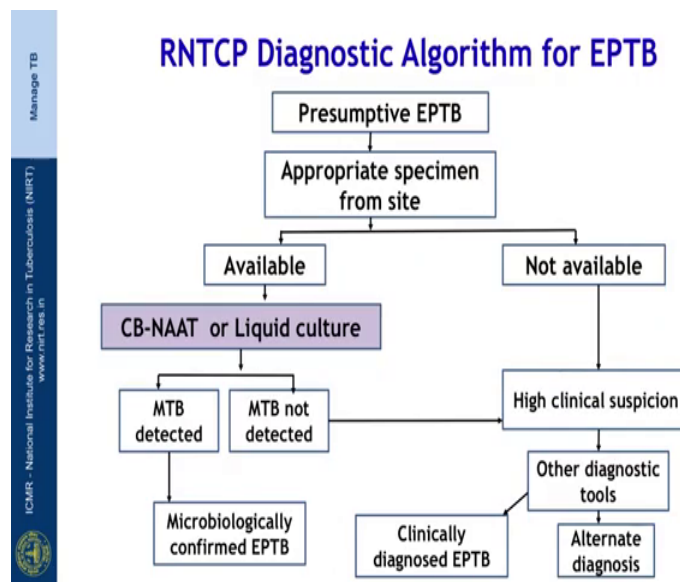 RNTCP Diagnostic Algorithm for EPTB
Presumptive EPTB
Appropriate specimen
from site
Available
Not available
CB-NAAT or Liquid culture
MTB
detected
MTB not
detected
High clinical suspicion
Other diagnostic
tools
Microbiologically
confirmed EPTB
Clinically
diagnosed EPTB
Alternate
diagnosis
Manage TB
ICMR - National Institute for Research in Tuberculosis (NIRT)
www.nirt.res.in